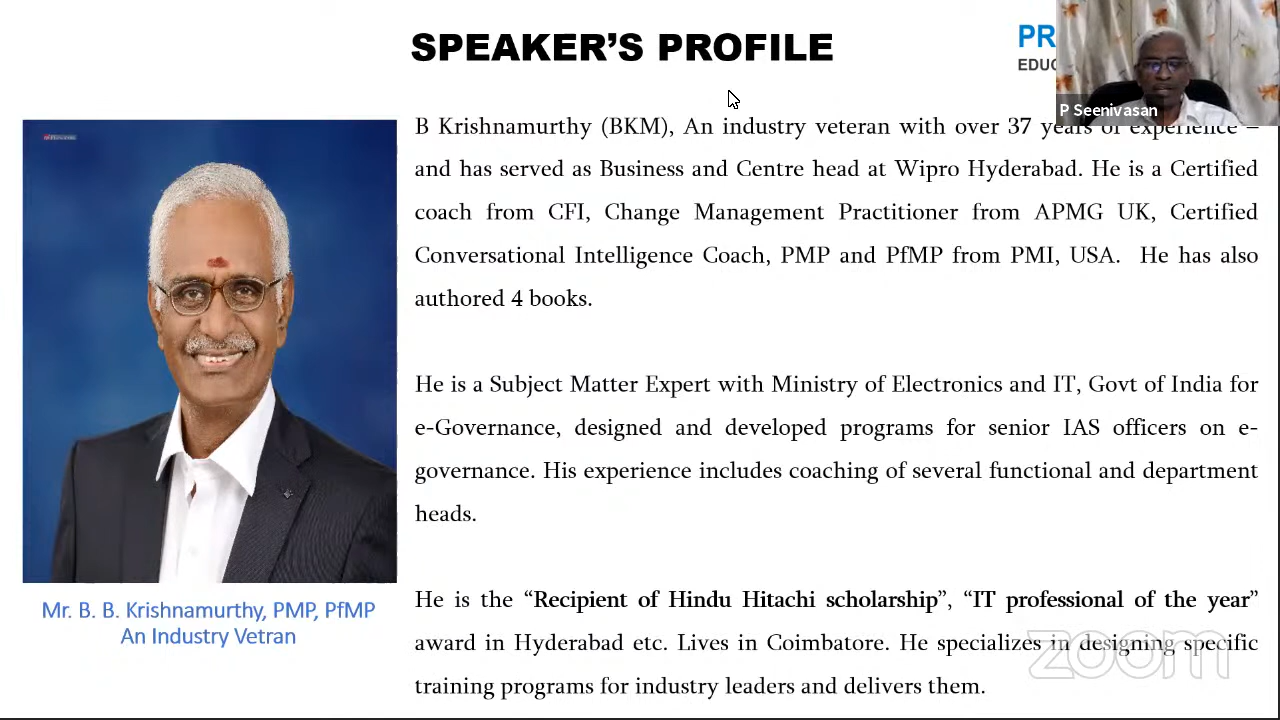 SPEAKER’S PROFILE
PR
EDUC
P Seenivasan
B Krishnamurthy (BKM), An industry veteran with over 37 years of experience –
and has served as Business and Centre head at Wipro Hyderabad. He is a Certified
coach from CFI, Change Management Practitioner from APMG UK, Certified
Conversational Intelligence Coach, PMP and PfMP from PMI, USA. He has also
authored 4 books.
He is a Subject Matter Expert with Ministry of Electronics and IT, Govt of India for
e-Governance, designed and developed programs for senior IAS officers on e-
governance. His experience includes coaching of several functional and department
heads.
He is the “Recipient of Hindu Hitachi scholarship”, “IT professional of the year”
award in Hyderabad etc. Lives in Coimbatore. He specializes in designing specific
training programs for industry leaders and delivers them.
Mr. B. B. Krishnamurthy, PMP, PfMP
An Industry Vetran
zoom